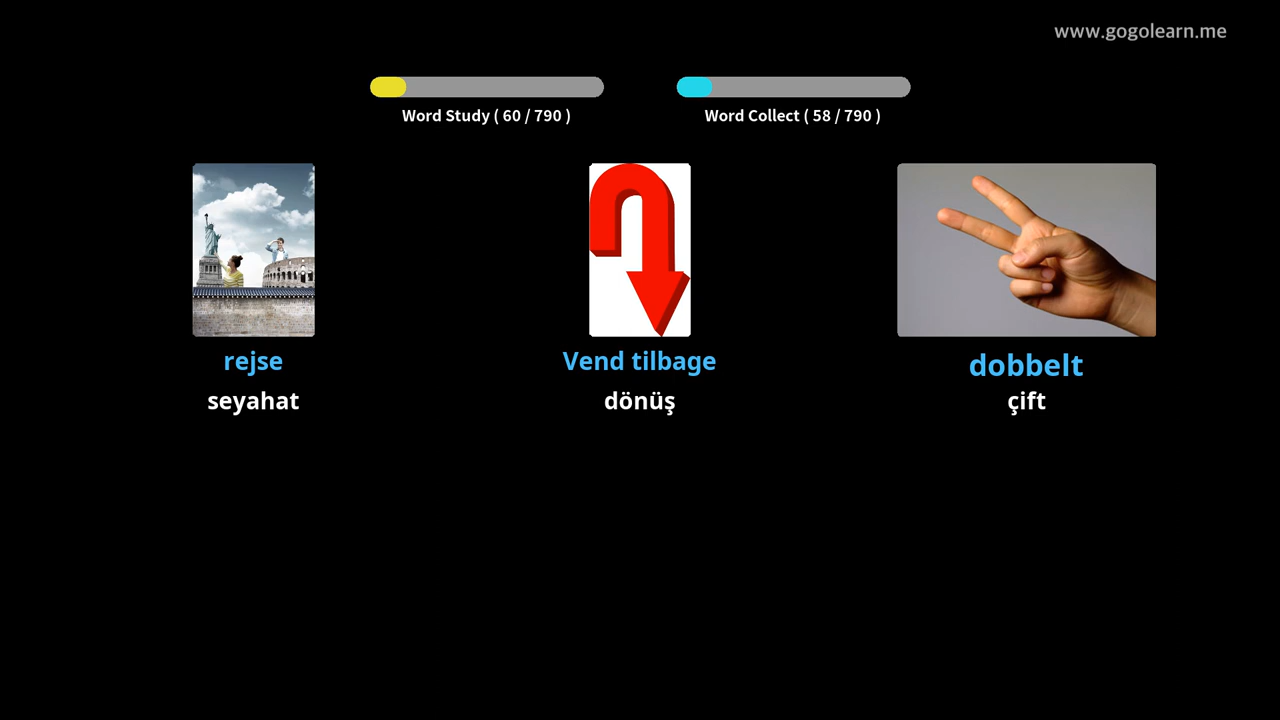 www.gogolearn.me
Word Study ( 60 / 790 )
Word Collect ( 58 / 790 )
rejse
seyahat
Vend tilbage
dönüş
dobbelt
çift